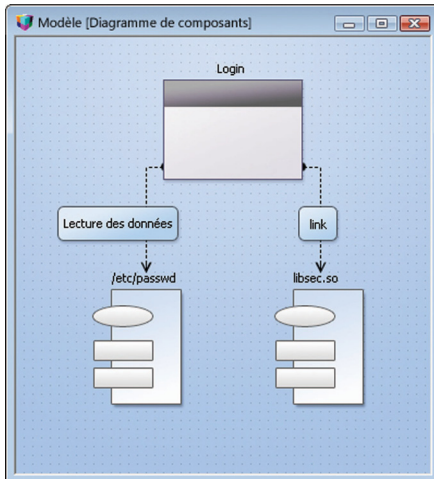 Modèle [Diagramme de composants]
Login
Lecture des données
link
/etc/passwd
libsec.so